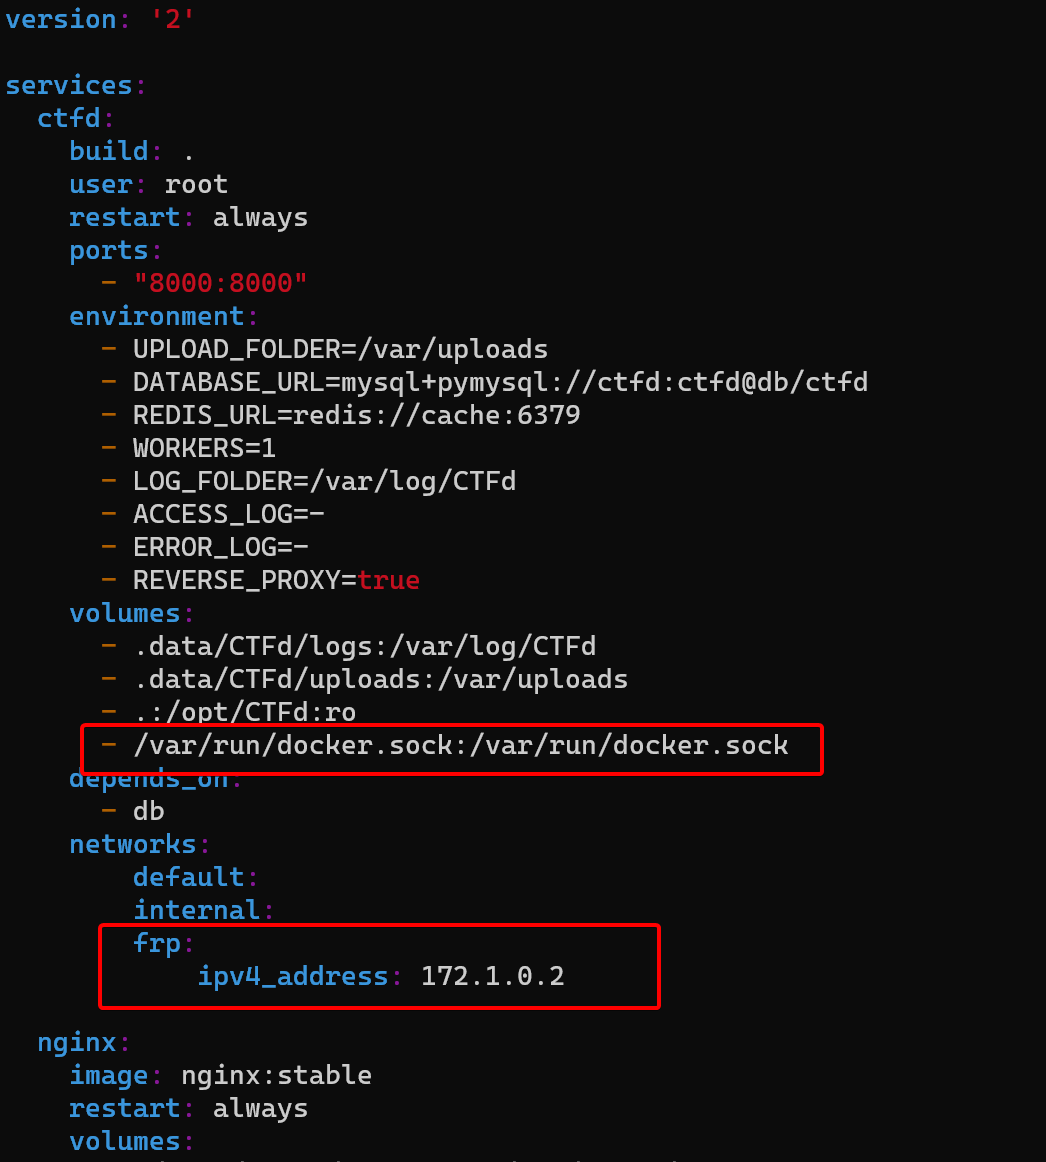 version: '2'
services:
  ctfd:
    build: .
    user: root
    restart: always
    ports:
      - "8000:8000"
    environment:
      - UPLOAD_FOLDER=/var/uploads
      - DATABASE_URL=mysql+pymysql://ctfd:ctfd@db/ctfd
      - REDIS_URL=redis://cache:6379
      - WORKERS=1
      - LOG_FOLDER=/var/log/CTFd
      - ACCESS_LOG=-
      - ERROR_LOG=-
      - REVERSE_PROXY=true
    volumes:
      - .data/CTFd/logs:/var/log/CTFd
      - .data/CTFd/uploads:/var/uploads
      - .:/opt/CTFd:ro
      - /var/run/docker.sock:/var/run/docker.sock
    depends_on:
      - db
    networks:
        default:
        internal:
        frp:
            ipv4_address: 172.1.0.2
  nginx:
    image: nginx:stable
    restart: always
    volumes: